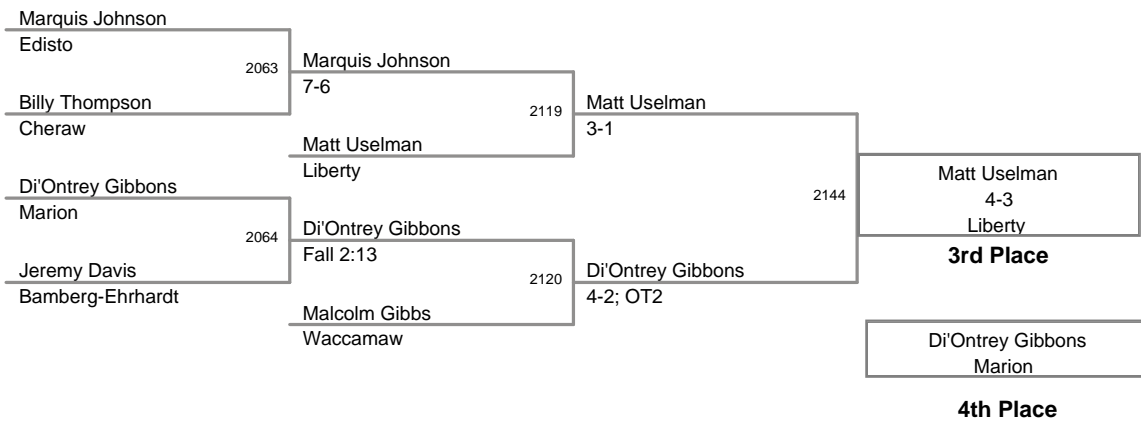 Marquis Johnson
Edisto
2063
Marquis Johnson
7-6
Billy Thompson
Cheraw
2119
Matt Uselman
3-1
Matt Uselman
Liberty
Di'Ontrey Gibbons
Marion
2144
Matt Uselman
4-3
Liberty
3rd Place
2064
Di'Ontrey Gibbons
Fall 2:13
Jeremy Davis
Bamberg-Ehrhardt
2120
Di'Ontrey Gibbons
4-2; OT2
Malcolm Gibbs
Waccamaw
Di'Ontrey Gibbons
Marion
4th Place